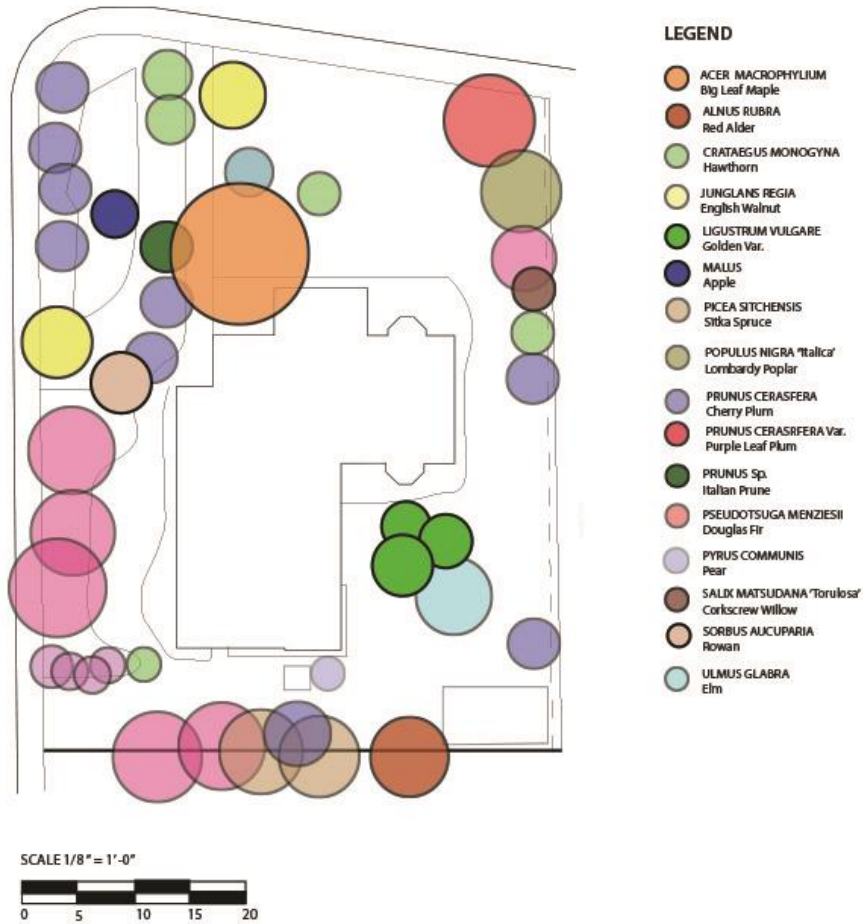 LEGEND
ACER MACROPHYLIUM
Big Leaf Maple
ALNUS RUBRA
Red Alder
CRATAEGUS MONOGYNA
Hawthorn
JUNGLANS REGIA
English Walnut
LIGUSTRUM VULGARE
Golden Var.
MALUS
Apple
PICEA SITCHENSIS
Sitka Spruce
POPULUS NIGRA 'Italica'
Lombardy Poplar
PRUNUS CERASFERA
Cherry Plum
PRUNUS CERASRFERA Var.
Purple Leaf Plum
PRUNUS Sp.
Italian Prune
PSEUDOTSUGA MENZIESII
Douglas Fir
PYRUS COMMUNIS
Pear
SALIX MATSUDANA 'Torulosa'
Corkscrew Willow
SORBUS AUCUPARIA
Rowan
ULMUS GLABRA
Elm
SCALE 1/8" = 1'-0"
0 5 10 15 20